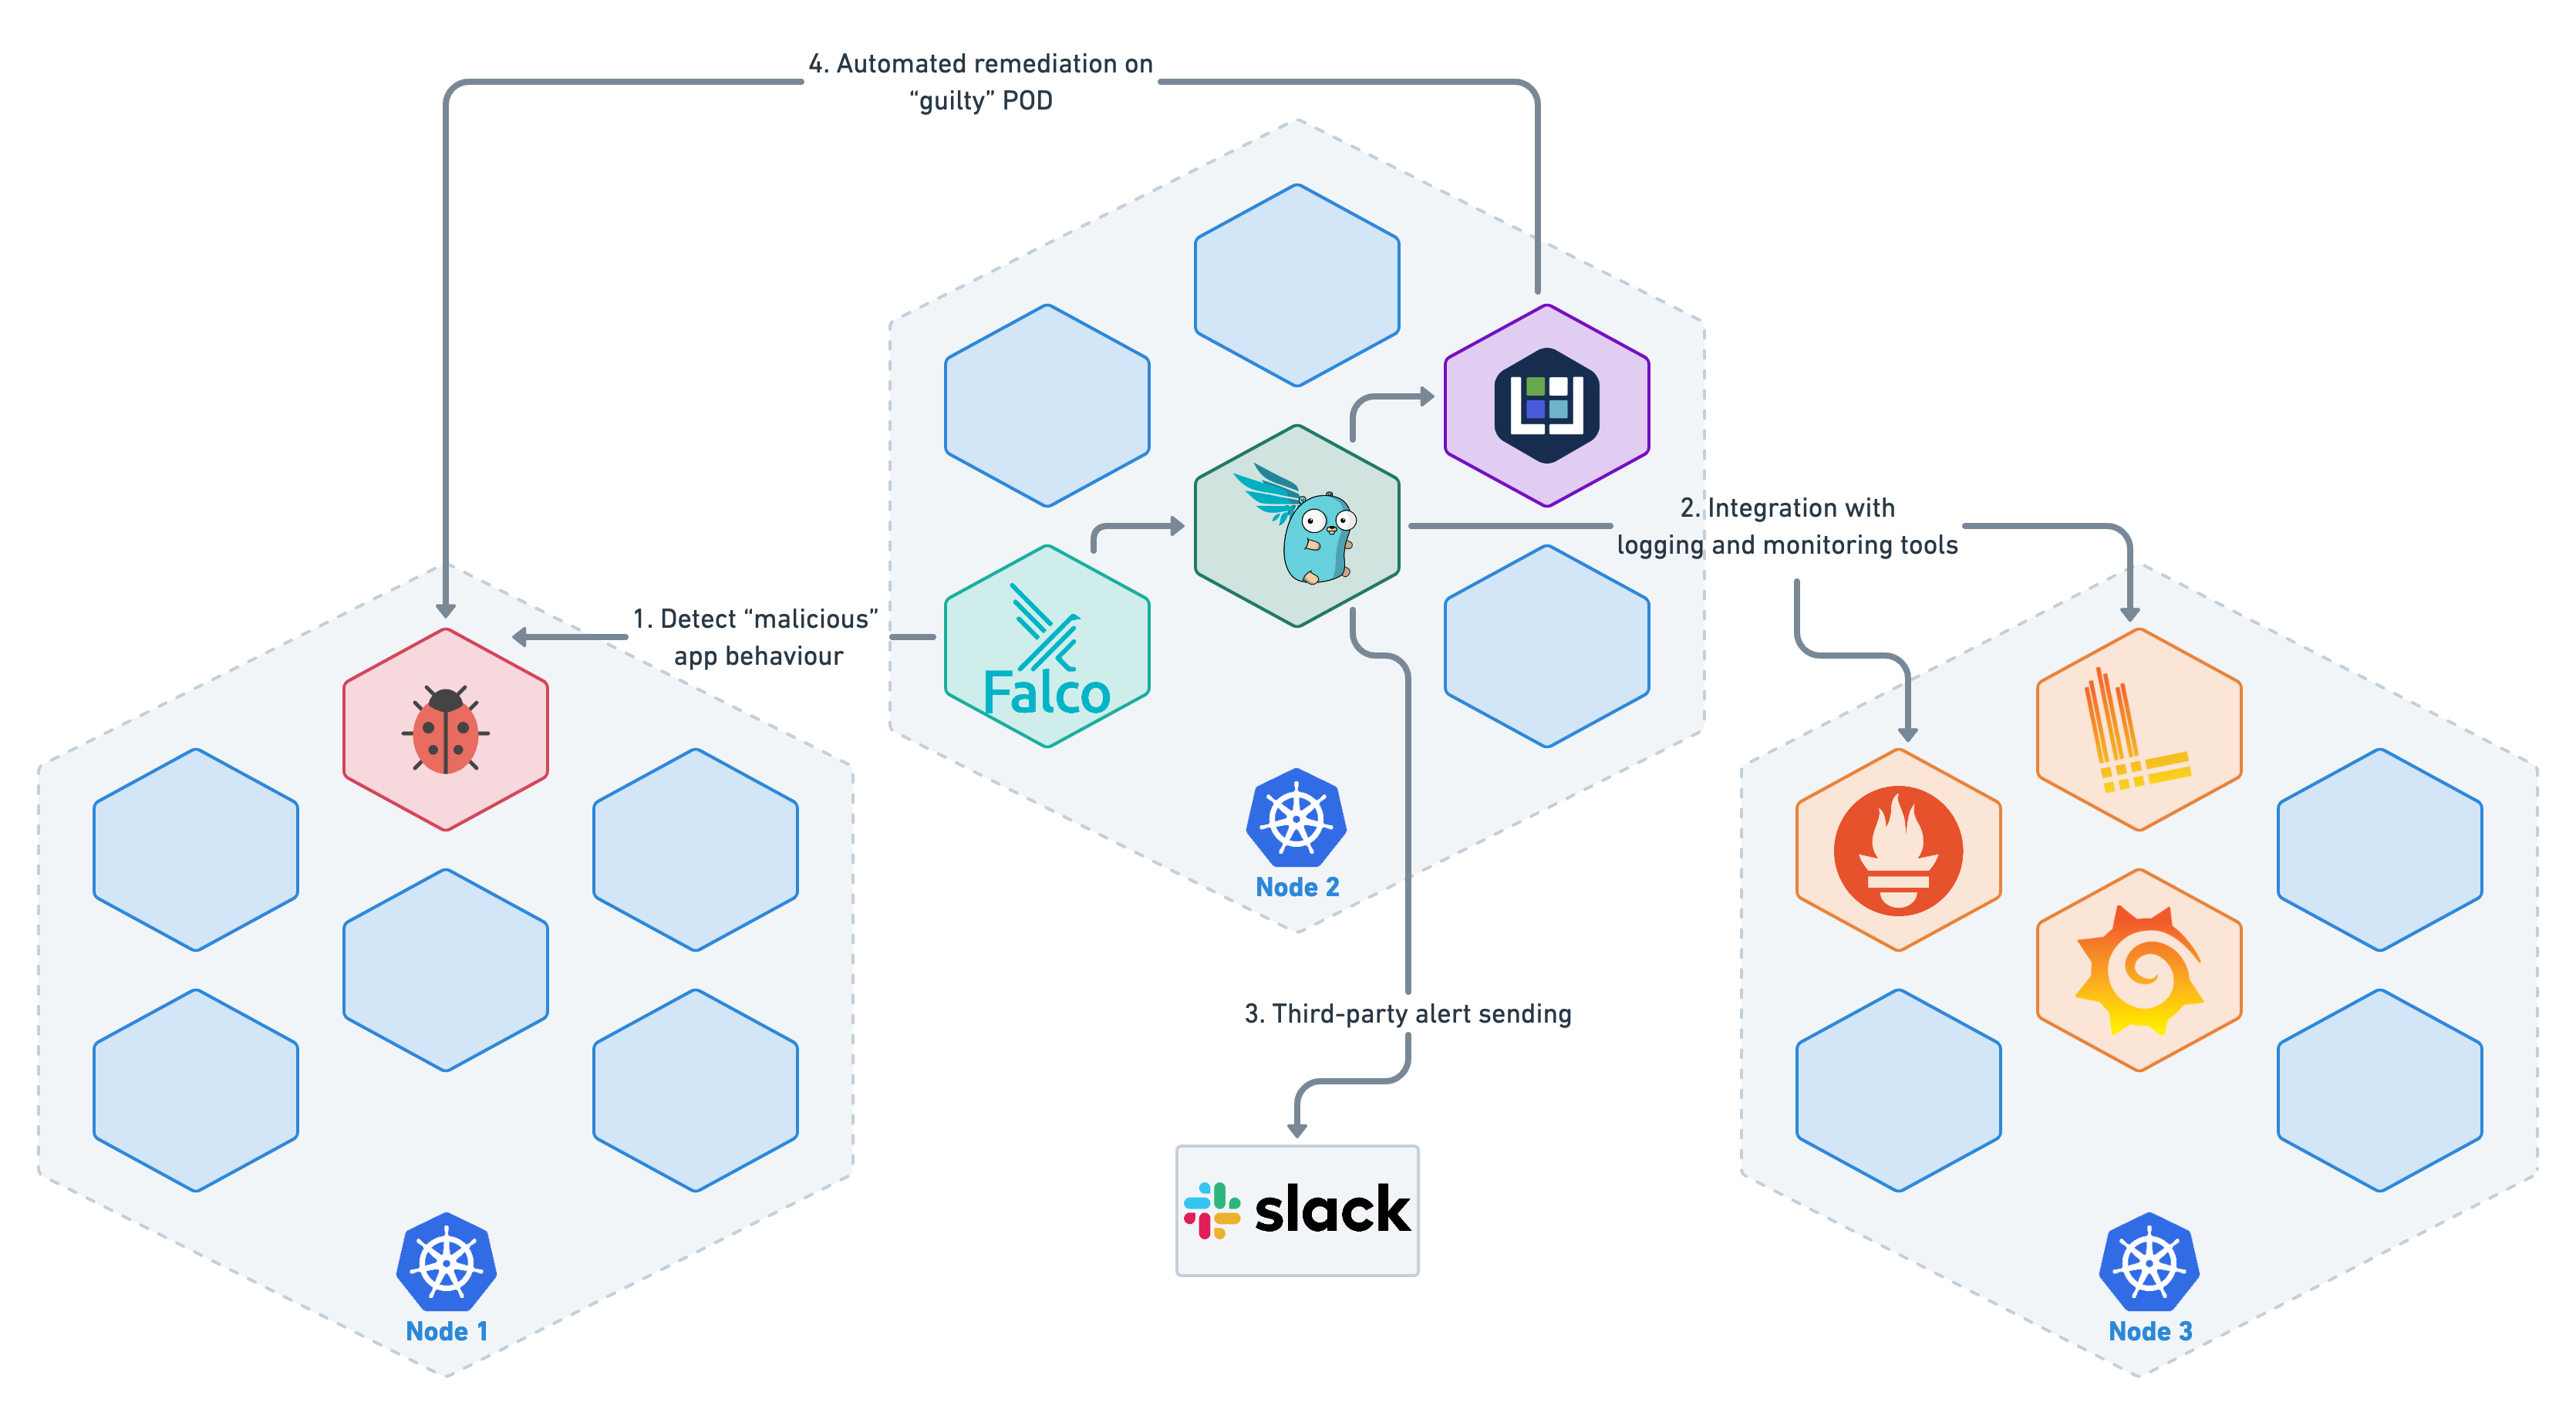 4. Automated remediation on
“guilty” POD
2. Integration with
logging and monitoring tools
1. Detect “malicious”
app behaviour
Falco
Node 2
3. Third-party alert sending
slack
Node 1
Node 3